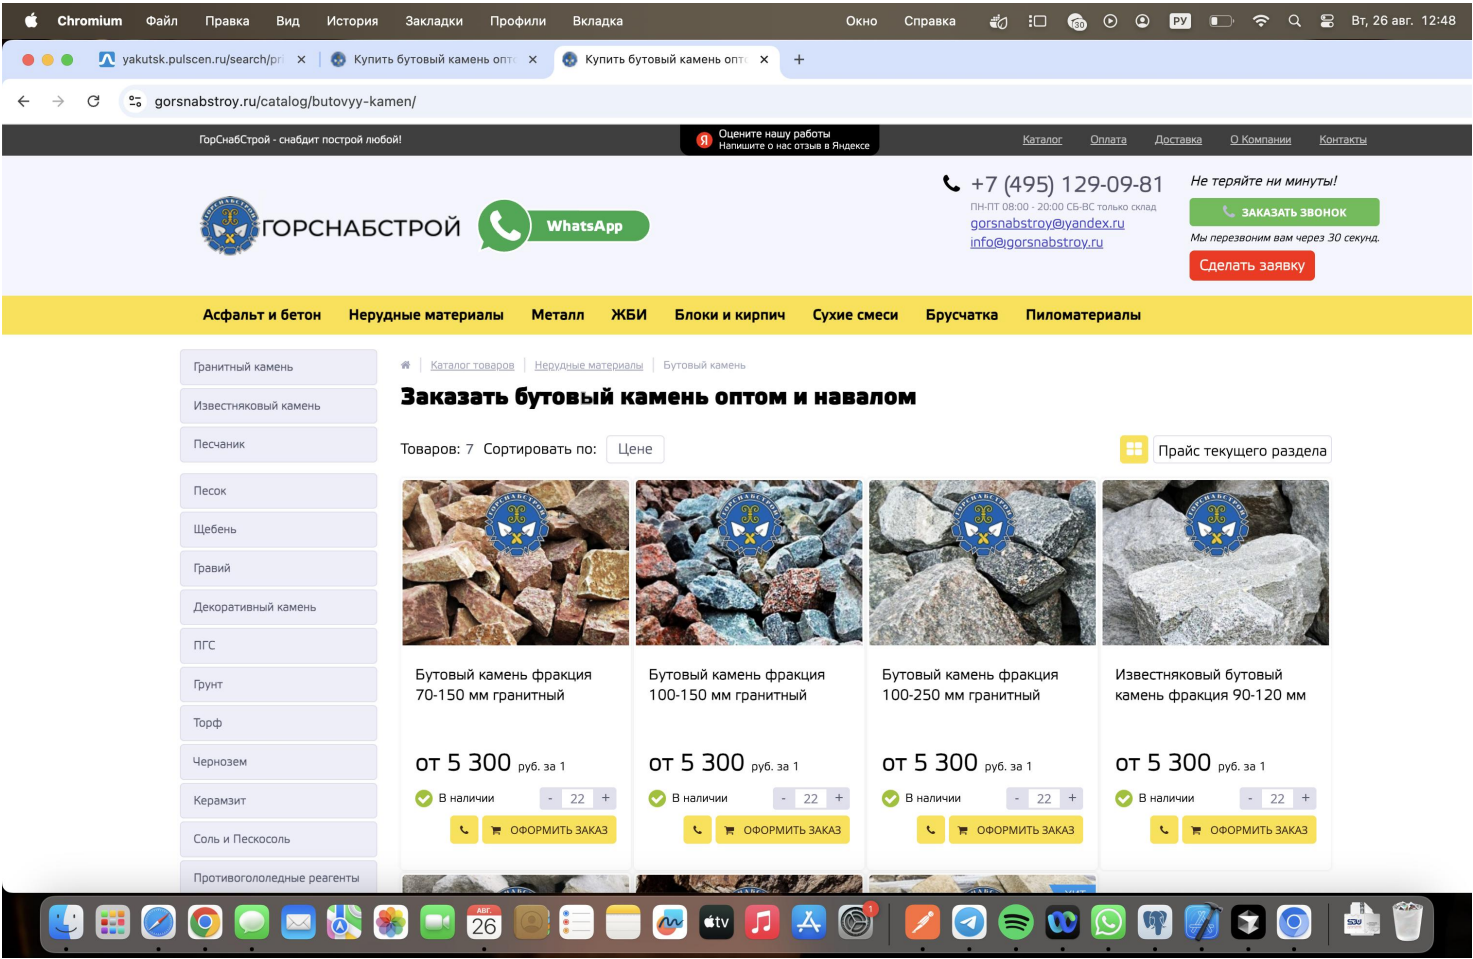 Chromium Файл Правка Вид История Закладки Профили Вкладка Окно Справка 30 РУ Вт, 26 авг. 12:48
yakutsk.pulscen.ru/search/pri Купить бутовый камень опто Купить бутовый камень опто
gorsnabstroy.ru/catalog/butovyy-kamen/
ГорСнабСтрой - снабдит построй любой!
Я Оцените нашу работы
Напишите о нас отзыв в Яндексе
Каталог Оплата Доставка О Компании Контакты
ГОРСНАБСТРОЙ
WhatsApp
+7 (495) 129-09-81
ПН-ПТ 08:00 - 20:00 СБ-ВС только склад
gorsnabstroy@yandex.ru
info@gorsnabstroy.ru
Не теряйте ни минуты!
ЗАКАЗАТЬ ЗВОНОК
Мы перезвоним вам через 30 секунд.
Сделать заявку
Асфальт и бетон Нерудные материалы Металл ЖБИ Блоки и кирпич Сухие смеси Брусчатка Пиломатериалы
Гранитный камень
Известняковый камень
Песчаник
Песок
Щебень
Гравий
Декоративный камень
ПГС
Грунт
Торф
Чернозем
Керамзит
Соль и Пескосоль
Противогололедные реагенты
Каталог товаров Нерудные материалы Бутовый камень
Заказать бутовый камень оптом и навалом
Товаров: 7 Сортировать по: Цене
Прайс текущего раздела
Бутовый камень фракция
70-150 мм гранитный
от 5 300 руб. за 1
В наличии - 22 +
ОФОРМИТЬ ЗАКАЗ
Бутовый камень фракция
100-150 мм гранитный
от 5 300 руб. за 1
В наличии - 22 +
ОФОРМИТЬ ЗАКАЗ
Бутовый камень фракция
100-250 мм гранитный
от 5 300 руб. за 1
В наличии - 22 +
ОФОРМИТЬ ЗАКАЗ
Известняковый бутовый
камень фракция 90-120 мм
от 5 300 руб. за 1
В наличии - 22 +
ОФОРМИТЬ ЗАКАЗ
АВГ.
26
tv
1